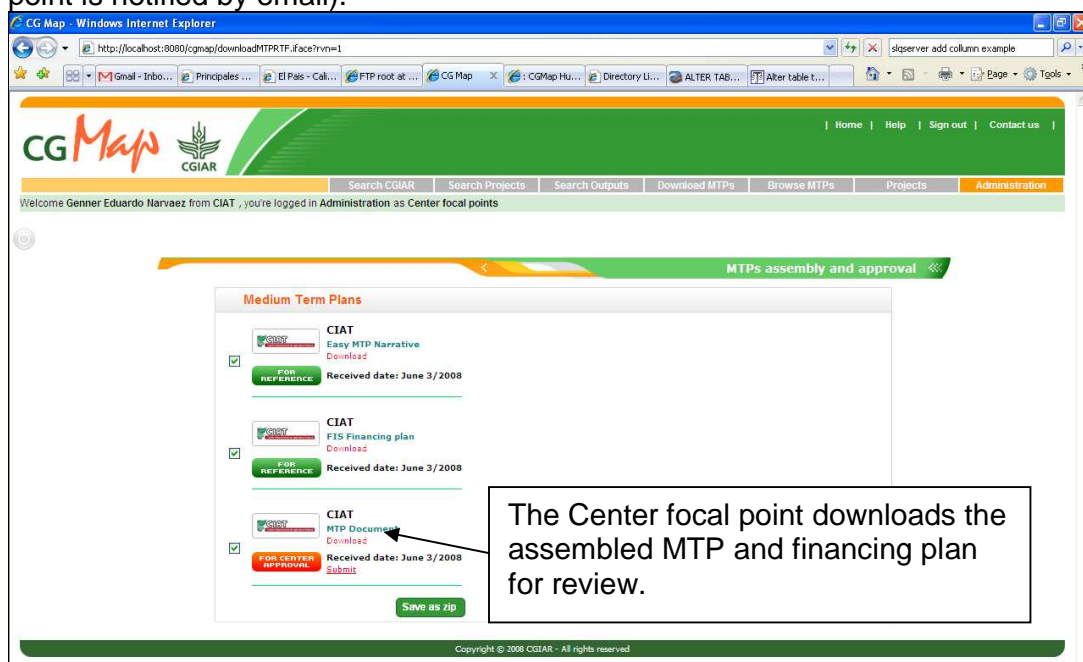 point is notified by email).
CG Map - Windows Internet Explorer
http://localhost:8080/cgmap/downloadMTPRTF.iface?rvn=1
slqserver add collumn example
Gmail - Inbo... Principales ... El Pais - Cali... FTP root at ... CG Map : CGMap Hu... Directory Li... ALTER TAB... Alter table t... Page Tools
| Home | Help | Sign out | Contact us |
CG Map CGIAR
Search CGIAR Search Projects Search Outputs Download MTPs Browse MTPs Projects Administration
Welcome Genner Eduardo Narvaez from CIAT , you're logged in Administration as Center focal points
MTPs assembly and approval
Medium Term Plans
CIAT
CIAT
Easy MTP Narrative
Download
FOR REFERENCE
Received date: June 3/2008
CIAT
CIAT
FIS Financing plan
Download
FOR REFERENCE
Received date: June 3/2008
CIAT
CIAT
MTP Document
Download
FOR CENTER APPROVAL
Received date: June 3/2008
Submit
The Center focal point downloads the
assembled MTP and financing plan
for review.
Save as zip
Copyright © 2008 CGIAR - All rights reserved